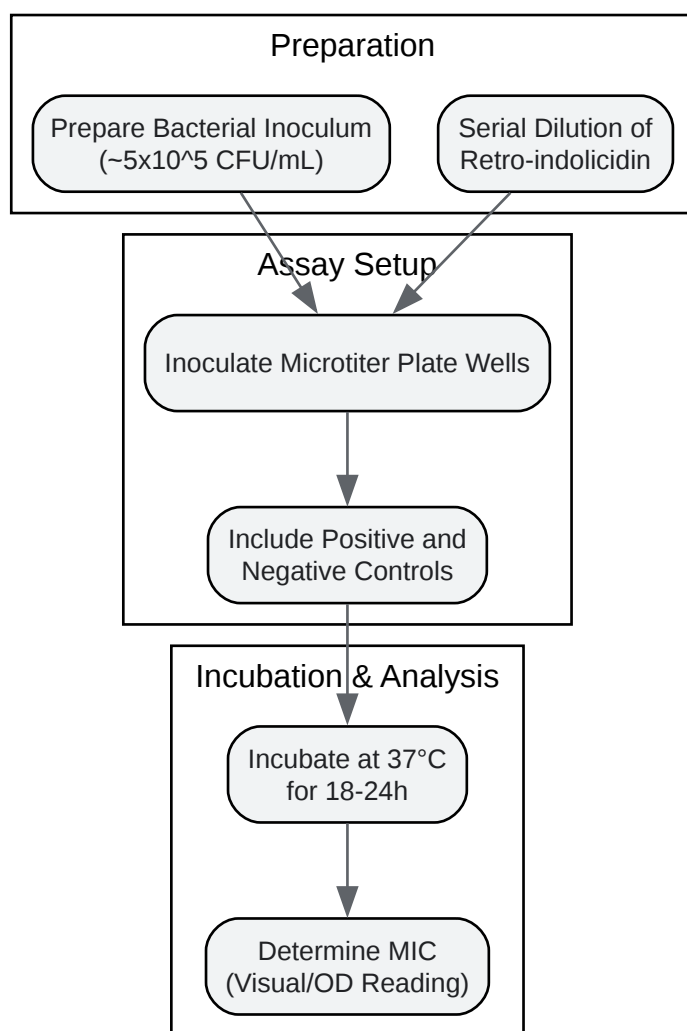 Preparation
Prepare Bacterial Inoculum
(~5x10^5 CFU/mL)
Serial Dilution of
Retro-indolicidin
Assay Setup
Inoculate Microtiter Plate Wells
Include Positive and
Negative Controls
Incubation & Analysis
Incubate at 37°C
for 18-24h
Determine MIC
(Visual/OD Reading)